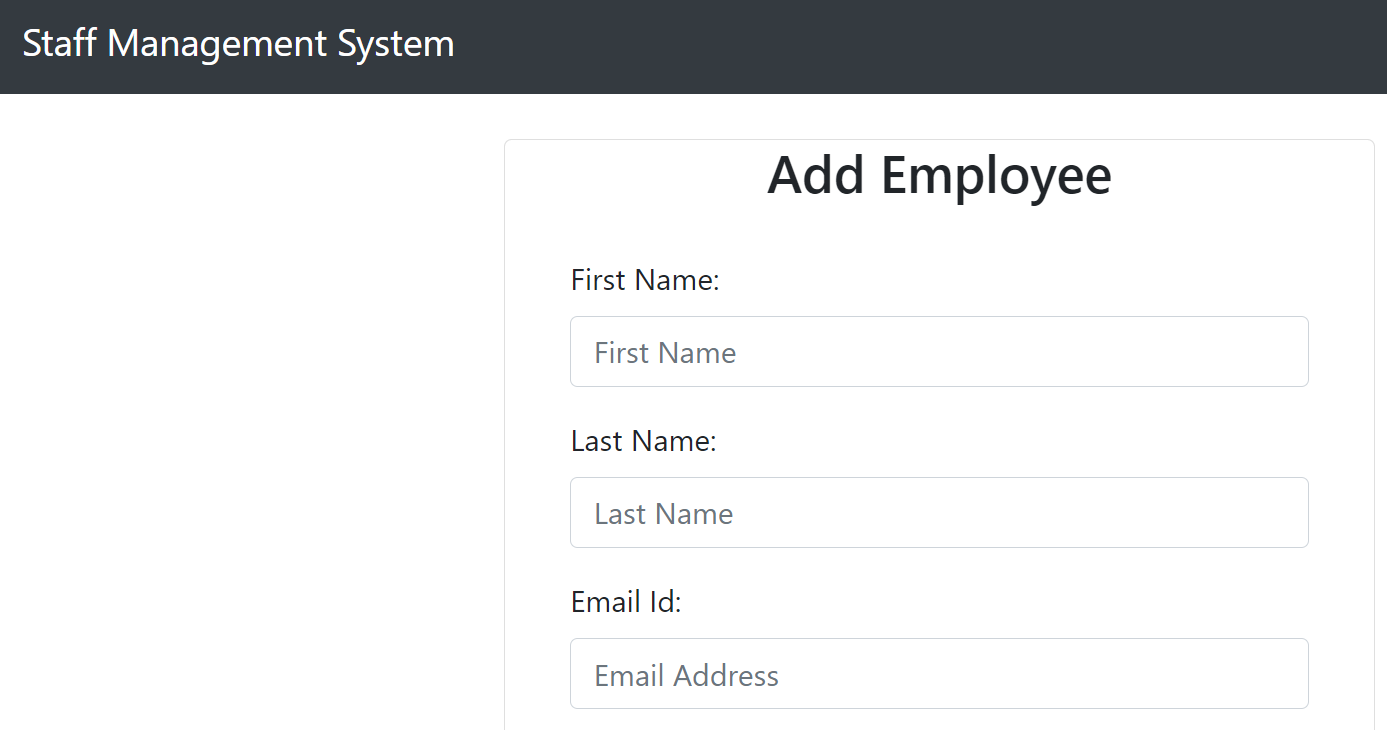 Staff Management System
Add Employee
First Name:
First Name
Last Name:
Last Name
Email Id:
Email Address